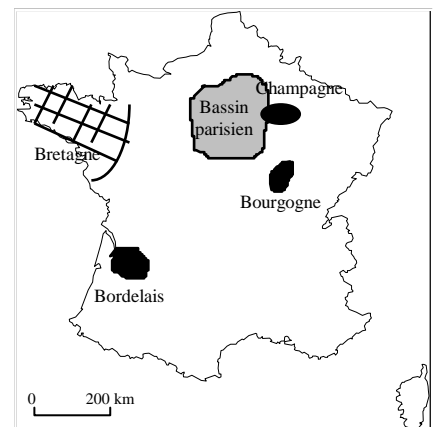 Champagne
Bassin
parisien
Bretagne
Bourgogne
Bordelais
0 200 km